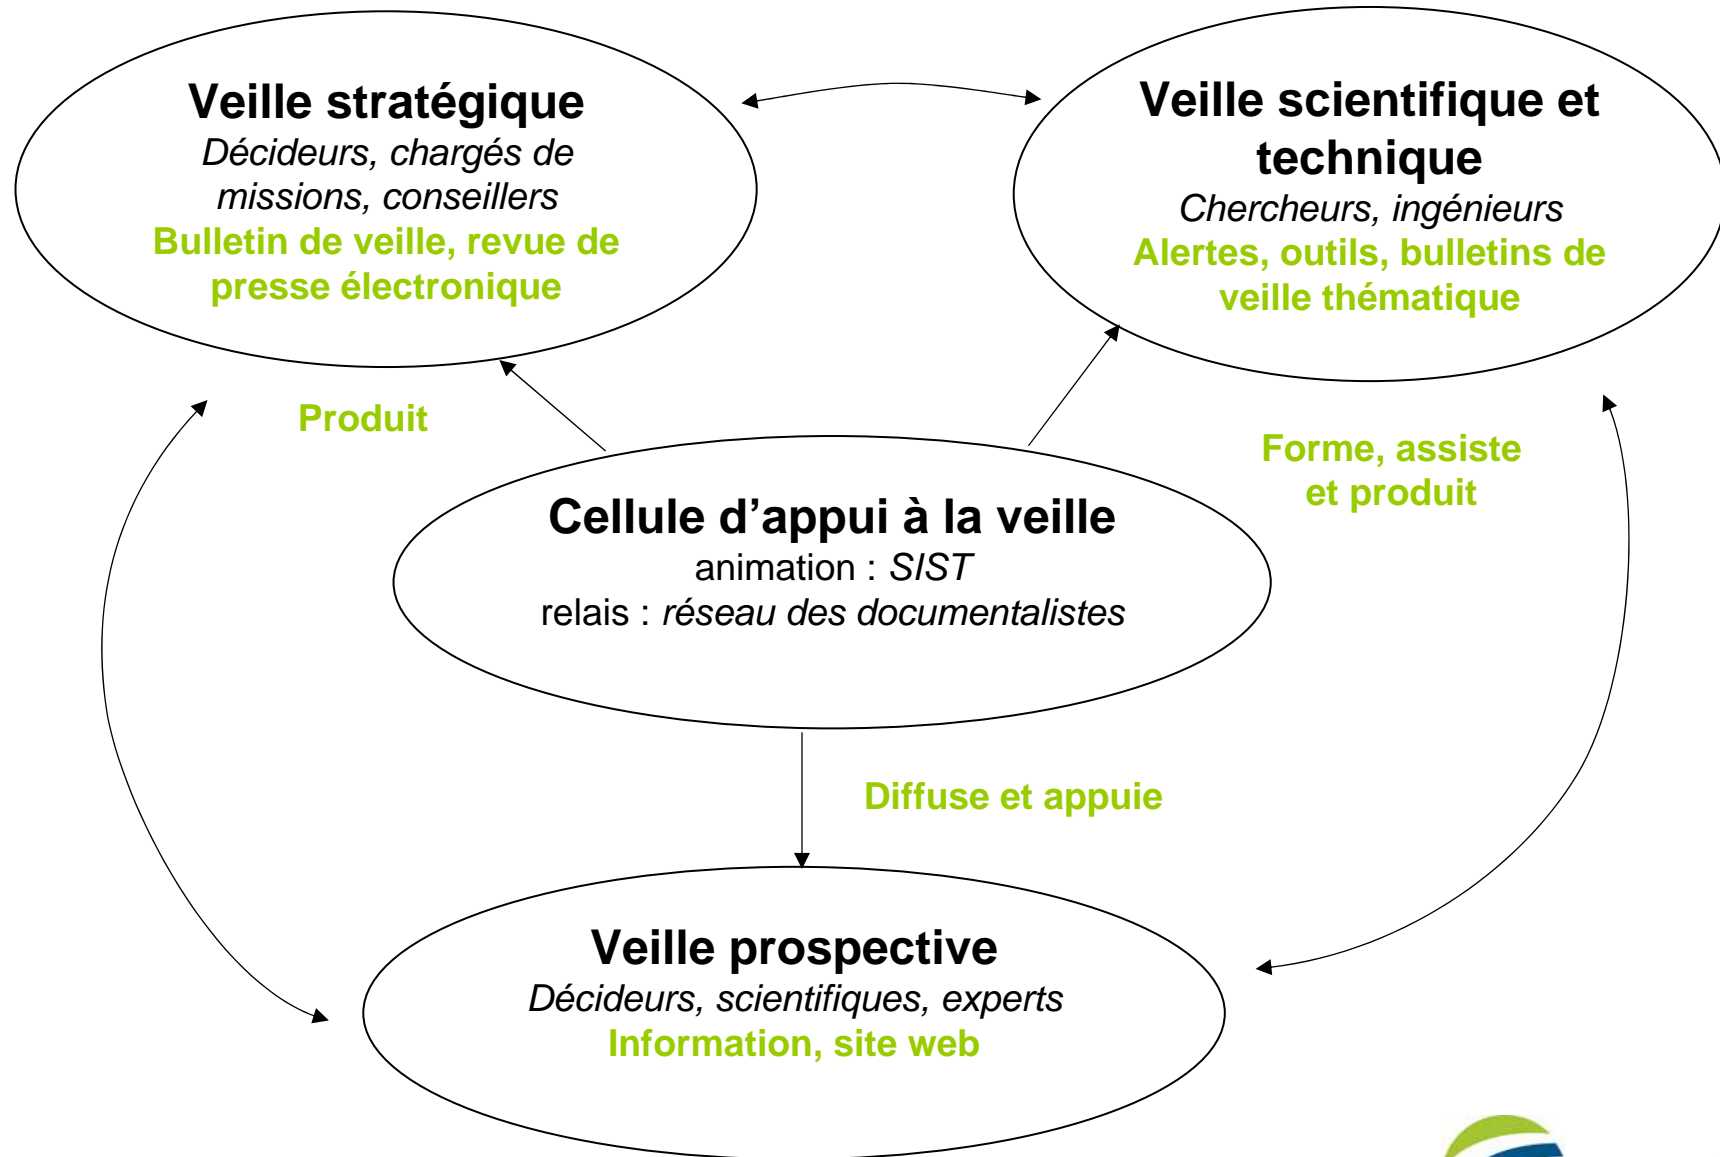 Veille stratégique
Décideurs, chargés de
missions, conseillers
Bulletin de veille, revue de
presse électronique
Veille scientifique et
technique
Chercheurs, ingénieurs
Alertes, outils, bulletins de
veille thématique
Produit
Forme, assiste
et produit
Cellule d’appui à la veille
animation : SIST
relais : réseau des documentalistes
Diffuse et appuie
Veille prospective
Décideurs, scientifiques, experts
Information, site web